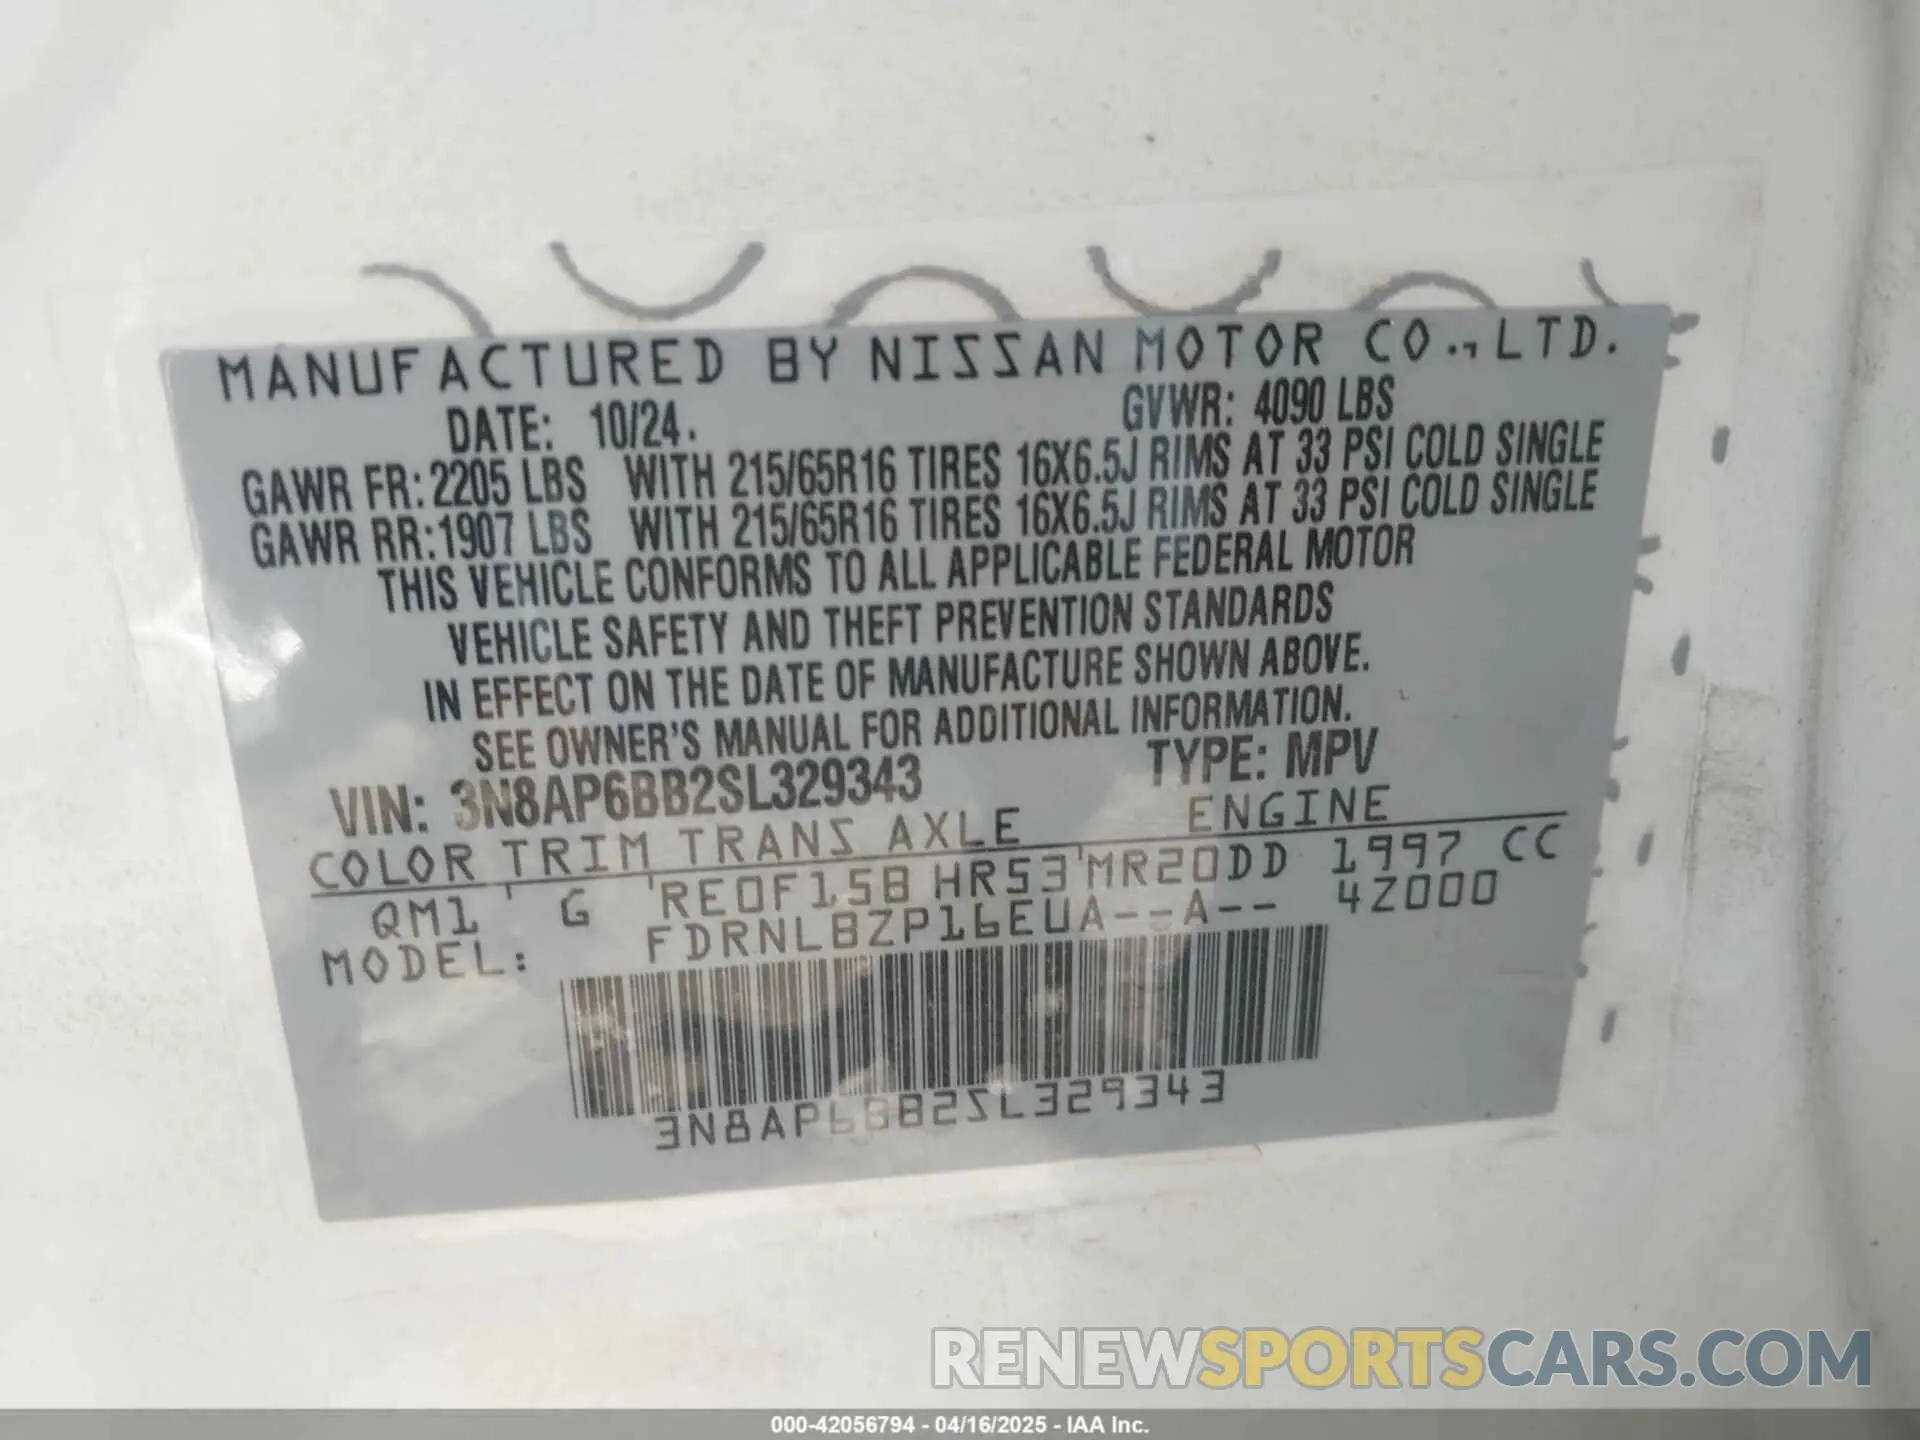 MANUFACTURED BY NISSAN MOTOR CO., LTD.
DATE: 10/24. GVWR: 4090 LBS
GAWR FR: 2205 LBS WITH 215/65R16 TIRES 16X6.5J RIMS AT 33 PSI COLD SINGLE
GAWR RR: 1907 LBS WITH 215/65R16 TIRES 16X6.5J RIMS AT 33 PSI COLD SINGLE
THIS VEHICLE CONFORMS TO ALL APPLICABLE FEDERAL MOTOR
VEHICLE SAFETY AND THEFT PREVENTION STANDARDS
IN EFFECT ON THE DATE OF MANUFACTURE SHOWN ABOVE.
SEE OWNER'S MANUAL FOR ADDITIONAL INFORMATION.
VIN: 3N8AP6BB2SL329343 TYPE: MPV
COLOR TRIM TRANS AXLE ENGINE
QM1 G RE0F15B HR53 MR20DD 1997 CC
MODEL: FDRNLBZP16EUA--A-- 4Z000
3N8AP6BB2SL329343
RENEWSPORTSCARS.COM
000-42056794 - 04/16/2025 - IAA Inc.